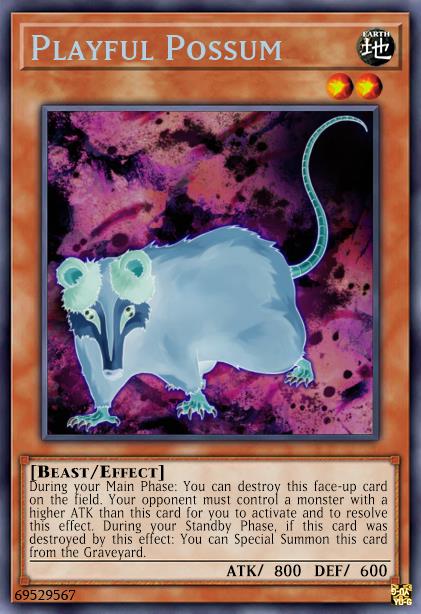 PLAYFUL POSSUM
EARTH
地
[BEAST/EFFECT]
During your Main Phase: You can destroy this face-up card
on the field. Your opponent must control a monster with a
higher ATK than this card for you to activate and to resolve
this effect. During your Standby Phase, if this card was
destroyed by this effect: You can Special Summon this card
from the Graveyard.
ATK/ 800 DEF/ 600
69529567